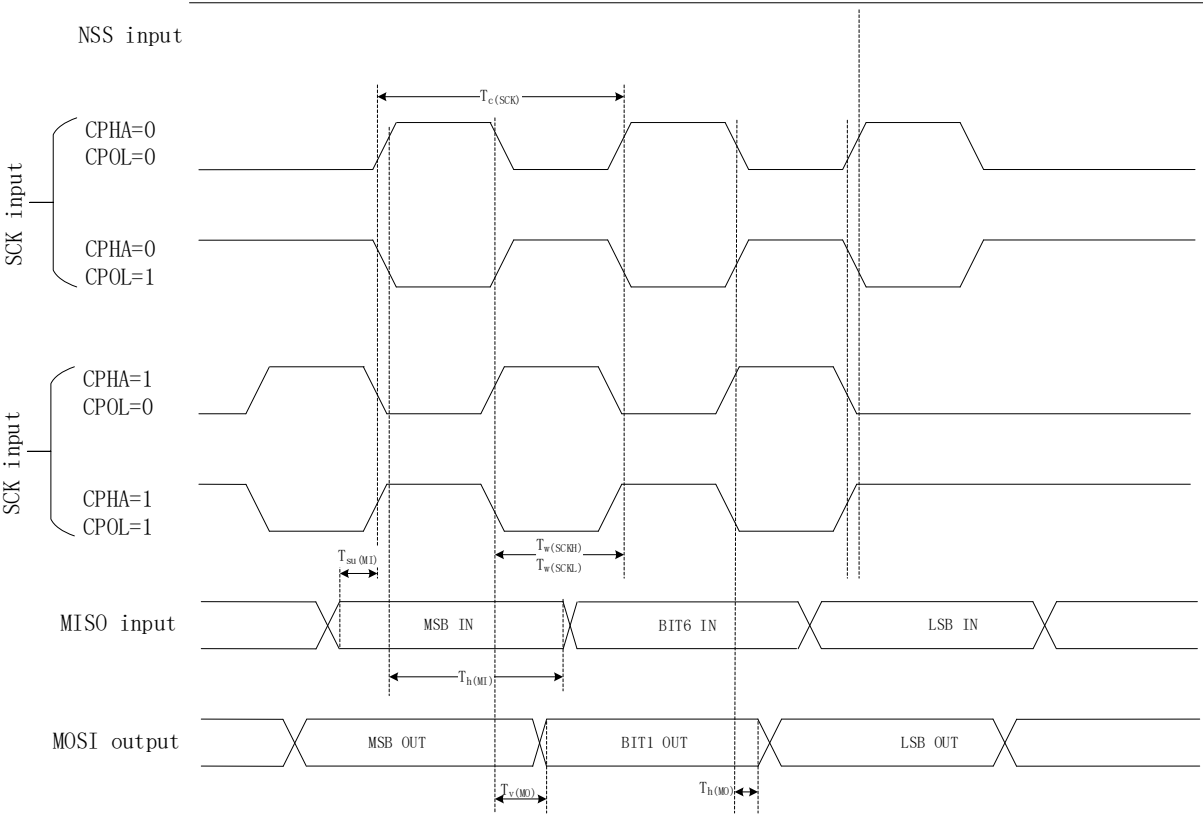 NSS input
Tc(SCK)
SCK input
CPHA=0
CPOL=0
CPHA=0
CPOL=1
SCK input
CPHA=1
CPOL=0
CPHA=1
CPOL=1
Tsu(MI)
Tw(SCKH)
Tw(SCKL)
MISO input
MSB IN
BIT6 IN
LSB IN
Th(MI)
MOSI output
MSB OUT
BIT1 OUT
LSB OUT
Tv(MO)
Th(MO)